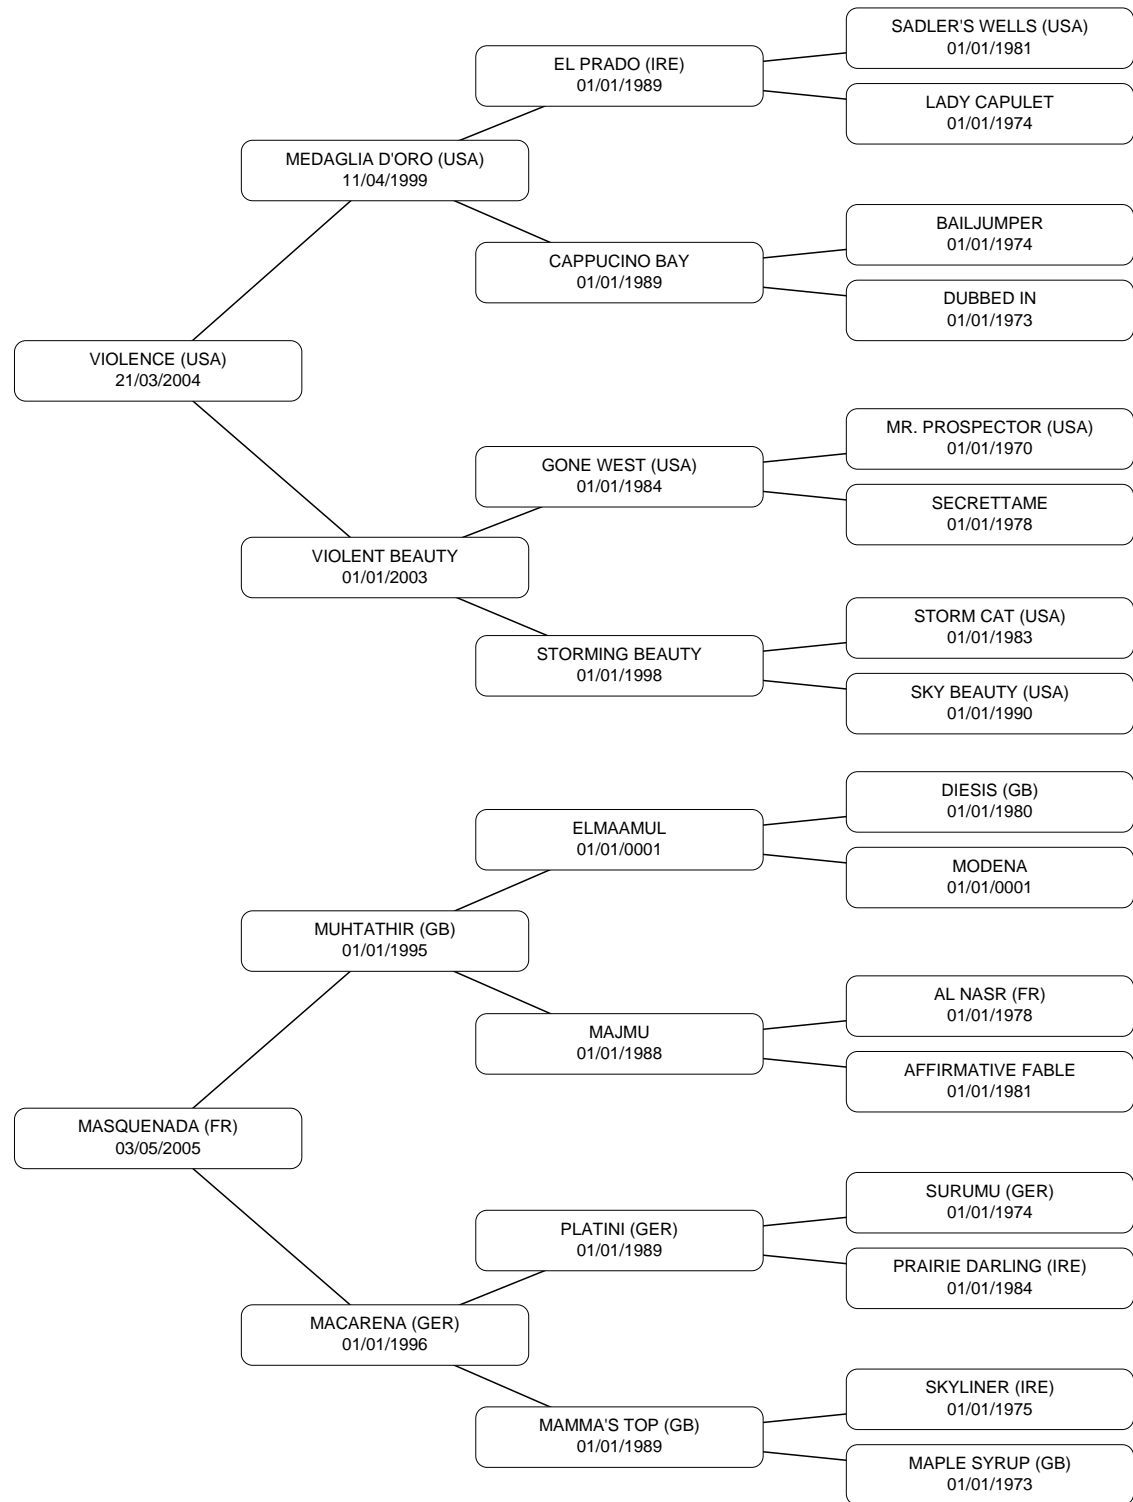 SADLER'S WELLS (USA)
01/01/1981
EL PRADO (IRE)
01/01/1989
LADY CAPULET
01/01/1974
MEDAGLIA D'ORO (USA)
11/04/1999
BAILJUMPER
01/01/1974
CAPPUCINO BAY
01/01/1989
DUBBED IN
01/01/1973
VIOLENCE (USA)
21/03/2004
MR. PROSPECTOR (USA)
01/01/1970
GONE WEST (USA)
01/01/1984
SECRETTAME
01/01/1978
VIOLENT BEAUTY
01/01/2003
STORM CAT (USA)
01/01/1983
STORMING BEAUTY
01/01/1998
SKY BEAUTY (USA)
01/01/1990
DIESIS (GB)
01/01/1980
ELMAAMUL
01/01/0001
MODENA
01/01/0001
MUHTATHIR (GB)
01/01/1995
AL NASR (FR)
01/01/1978
MAJMU
01/01/1988
AFFIRMATIVE FABLE
01/01/1981
MASQUENADA (FR)
03/05/2005
SURUMU (GER)
01/01/1974
PLATINI (GER)
01/01/1989
PRAIRIE DARLING (IRE)
01/01/1984
MACARENA (GER)
01/01/1996
SKYLINER (IRE)
01/01/1975
MAMMA'S TOP (GB)
01/01/1989
MAPLE SYRUP (GB)
01/01/1973